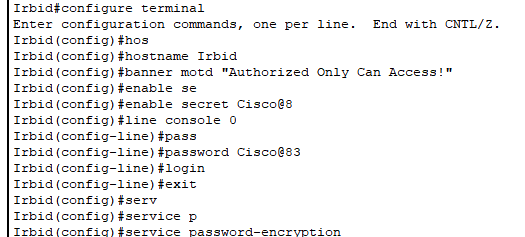 Irbid#configure terminal
Enter configuration commands, one per line.  End with CNTL/Z.
Irbid(config)#hos
Irbid(config)#hostname Irbid
Irbid(config)#banner motd "Authorized Only Can Access!"
Irbid(config)#enable se
Irbid(config)#enable secret Cisco@8
Irbid(config)#line console 0
Irbid(config-line)#pass
Irbid(config-line)#password Cisco@83
Irbid(config-line)#login
Irbid(config-line)#exit
Irbid(config)#serv
Irbid(config)#service p
Irbid(config)#service password-encryption